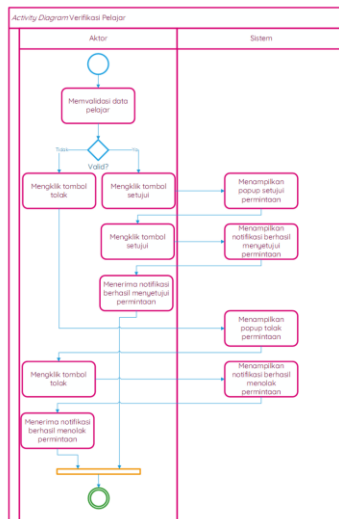 Activity Diagram Verifikasi Pelajar
Aktor
Sistem
Memvalidasi data
pelajar
Valid?
Mengklik tombol
tolak
Mengklik tombol
setujui
Menampilkan
popup setujui
permintaan
Mengklik tombol
setujui
Menampilkan
notifikasi berhasil
menyetujui
permintaan
Menerima notifikasi
berhasil menyetujui
permintaan
Menampilkan
popup tolak
permintaan
Mengklik tombol
tolak
Menampilkan
notifikasi berhasil
menolak
permintaan
Menerima notifikasi
berhasil menolak
permintaan